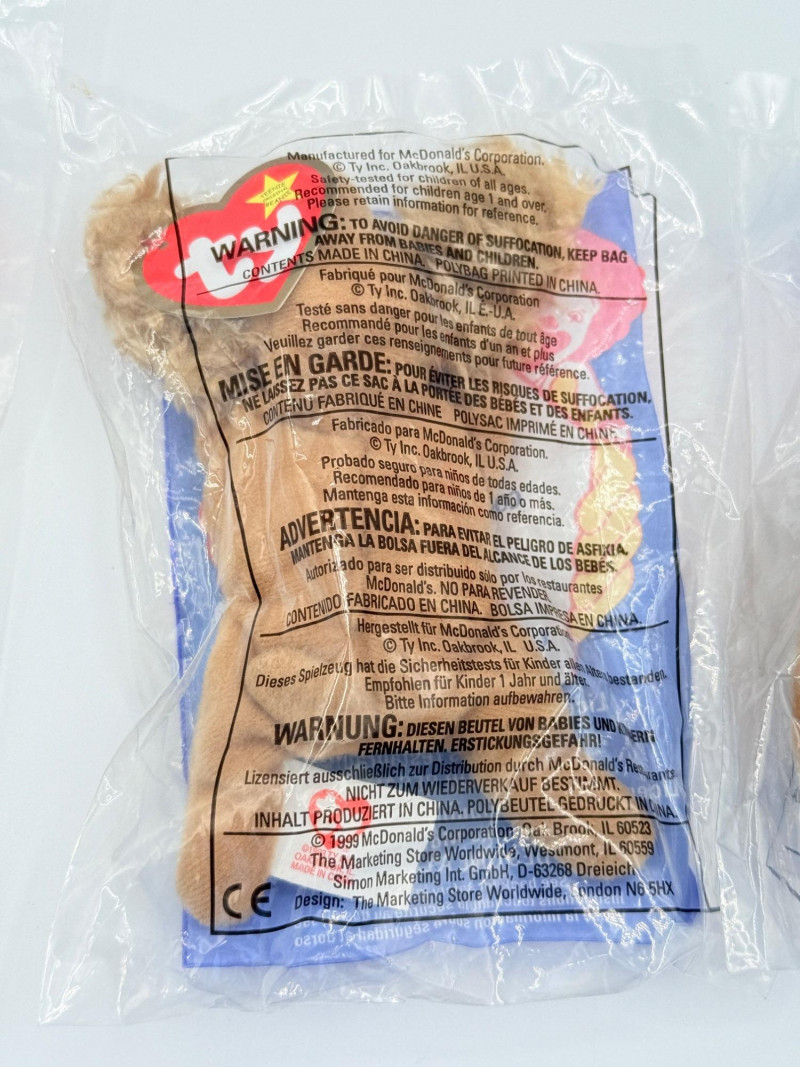 Manufactured for McDonald's Corporation.
© Ty Inc. Oakbrook, IL U.S.A.
Safety-tested for children of all ages.
Recommended for children age 1 and over.
Please retain information for reference.
ty
WARNING: TO AVOID DANGER OF SUFFOCATION, KEEP BAG
AWAY FROM BABIES AND CHILDREN.
CONTENTS MADE IN CHINA. POLYBAG PRINTED IN CHINA.
Fabriqué pour McDonald's Corporation
© Ty Inc. Oakbrook, IL É.-U.A.
Testé sans danger pour les enfants de tout âge
Recommandé pour les enfants d'un an et plus
Veuillez garder ces renseignements pour future référence.
MISE EN GARDE: POUR ÉVITER LES RISQUES DE SUFFOCATION,
NE LAISSEZ PAS CE SAC À LA PORTÉE DES BÉBÉS ET DES ENFANTS.
CONTENU FABRIQUÉ EN CHINE POLYSAC IMPRIMÉ EN CHINE
Fabricado para McDonald's Corporation.
© Ty Inc. Oakbrook, IL U.S.A.
Probado seguro para niños de todas edades.
Recomendado para niños de 1 año o más.
Mantenga esta información como referencia.
ADVERTENCIA: PARA EVITAR EL PELIGRO DE ASFIXIA,
MANTENGA LA BOLSA FUERA DEL ALCANCE DE LOS BEBÉS.
Autorizado para ser distribuido sólo por los restaurantes
McDonald's. NO PARA REVENDER
CONTENIDO FABRICADO EN CHINA. BOLSA IMPRESA EN CHINA.
Hergestellt für McDonald's Corporation
© Ty Inc. Oakbrook, IL U.S.A.
Dieses Spielzeug hat die Sicherheitstests für Kinder allen Alters bestanden.
Empfohlen für Kinder 1 Jahr und älter.
Bitte Information aufbewahren.
WARNUNG: DIESEN BEUTEL VON BABIES UND KINDERN
FERNHALTEN. ERSTICKUNGSGEFAHR!
Lizensiert ausschließlich zur Distribution durch McDonald's Restaurants
NICHT ZUM WIEDERVERKAUF BESTIMMT.
INHALT PRODUZIERT IN CHINA. POLYBEUTEL GEDRUCKT IN CHINA.
© 1999 McDonald's Corporation Oak Brook, IL 60523
The Marketing Store Worldwide, Westmont, IL 60559
Simon Marketing Int. GmbH, D-63268 Dreieich
CE Design: The Marketing Store Worldwide, London N6 5HX